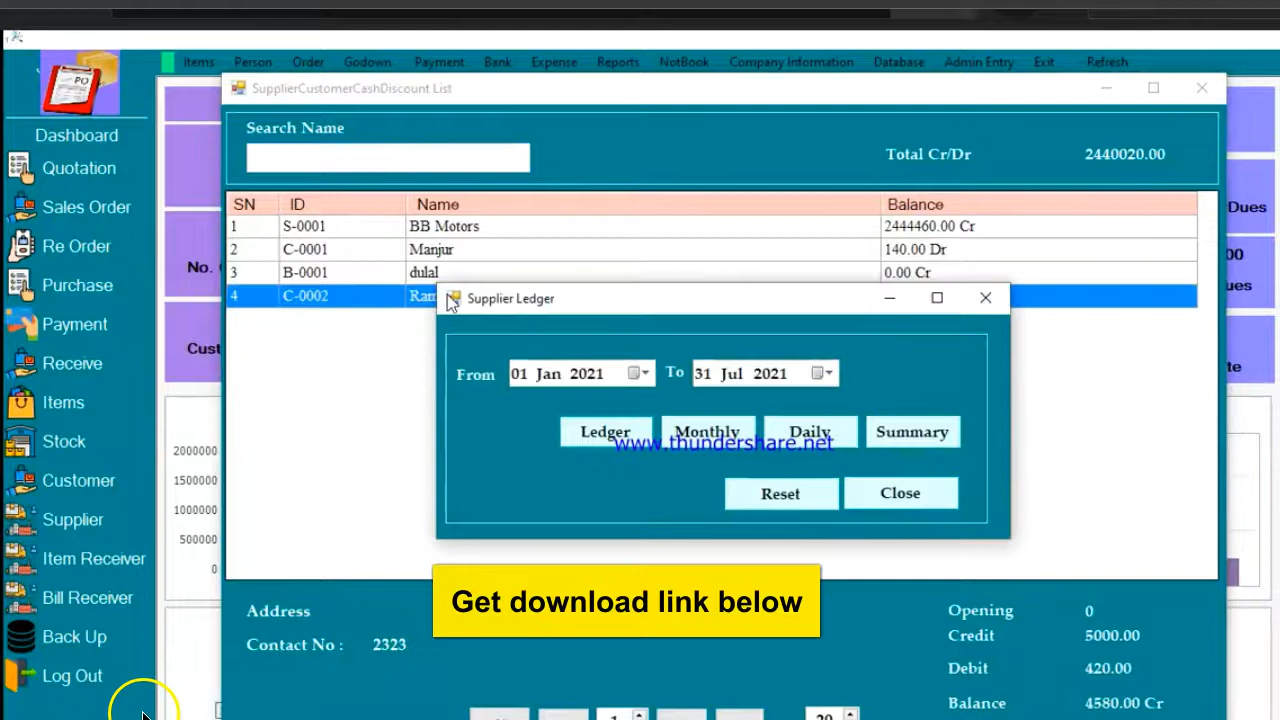 Items Person Order Godown Payment Bank Expense Reports NotBook Company Information Database Admin Entry Exit Refresh
SupplierCustomerCashDiscount List
Dashboard
Quotation
Sales Order
Re Order
Purchase
Payment
Receive
Items
Stock
Customer
Supplier
Item Receiver
Bill Receiver
Back Up
Log Out
PO
Search Name
Total Cr/Dr 2440020.00
SN ID Name Balance
1 S-0001 BB Motors 2444460.00 Cr
2 C-0001 Manjur 140.00 Dr
3 B-0001 dulal 0.00 Cr
4 C-0002
Supplier Ledger
From 01 Jan 2021 To 31 Jul 2021
Ledger Monthly Daily Summary
www.thundershare.net
Reset Close
No.
Cust
Dues
00
ues
te
2000000
1500000
1000000
500000
0
Get download link below
Address
Contact No : 2323
Opening 0
Credit 5000.00
Debit 420.00
Balance 4580.00 Cr
1
20